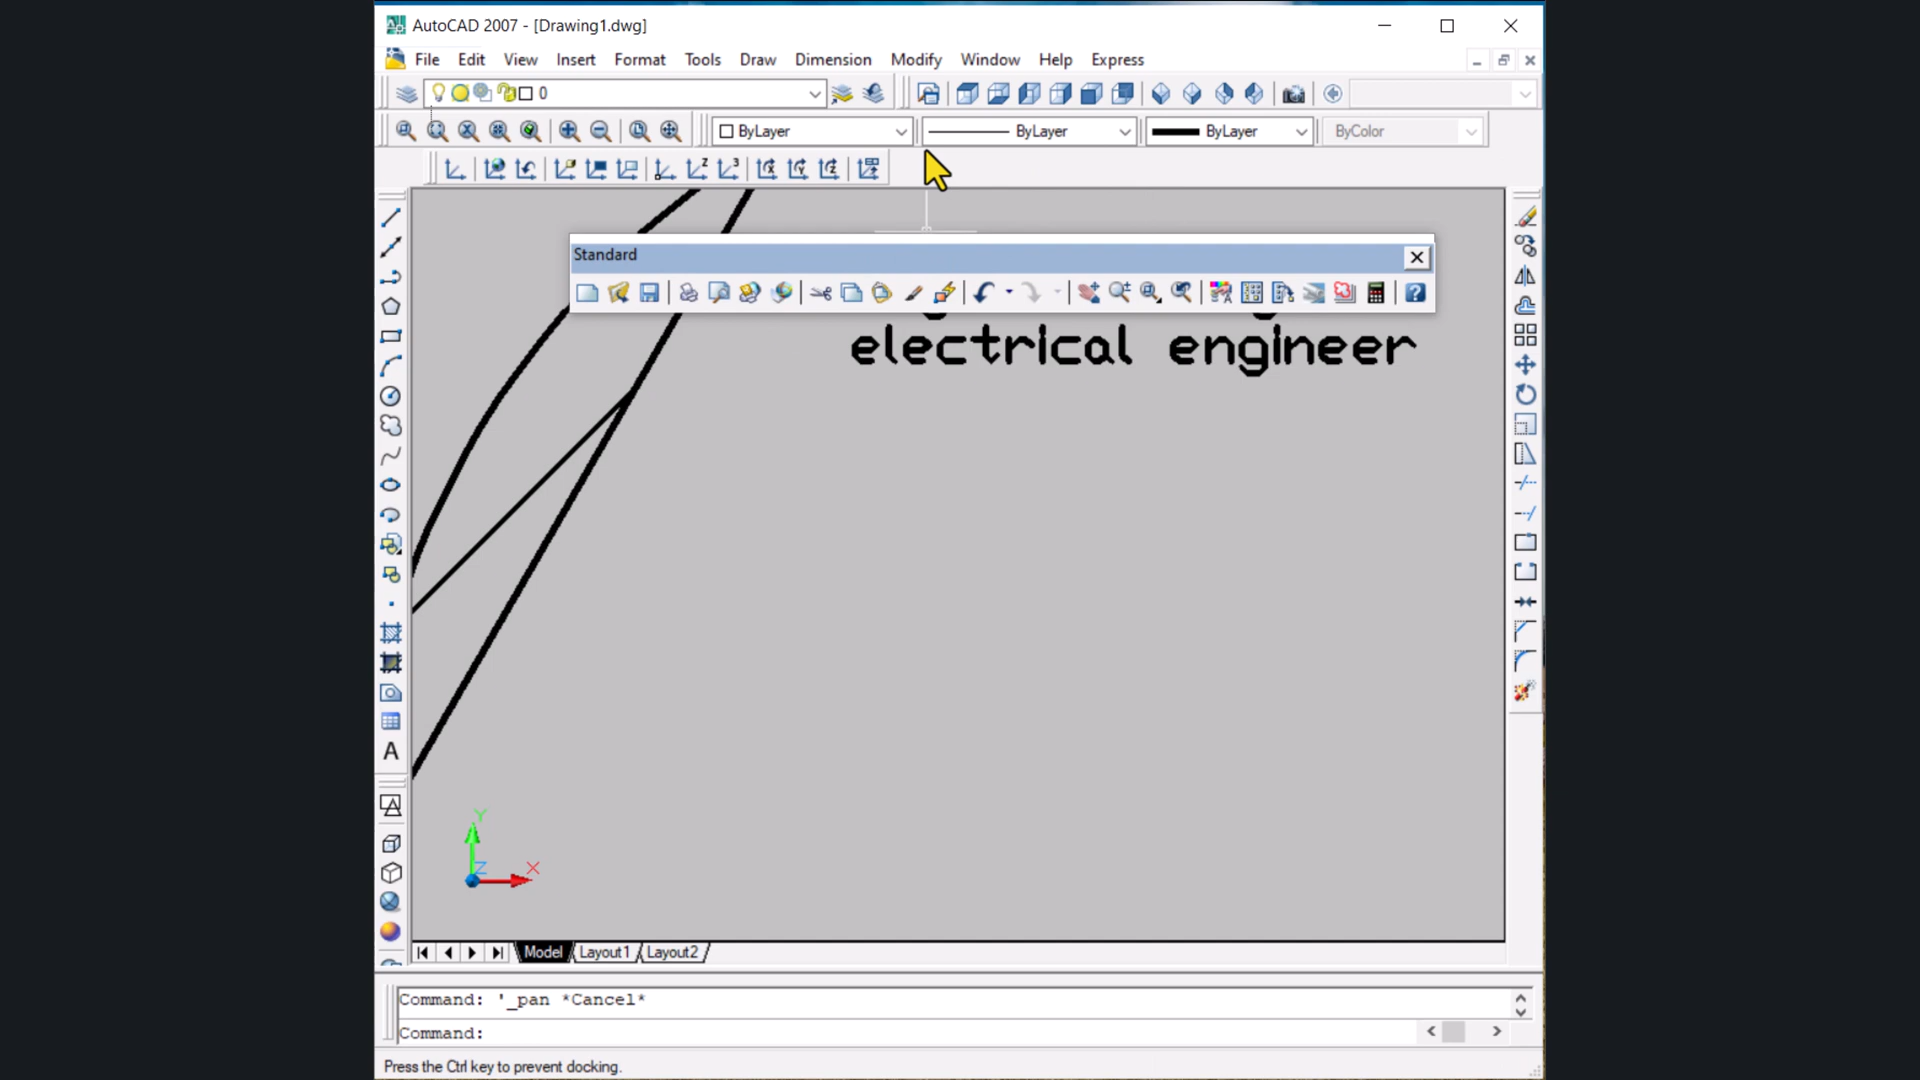 AutoCAD 2007 - [Drawing1.dwg]
File Edit View Insert Format Tools Draw Dimension Modify Window Help Express
0
ByLayer ByLayer ByLayer ByColor
Standard
electrical engineer
Y
Z X
A
Model Layout1 Layout2
Command: '_pan *Cancel*
Command:
Press the Ctrl key to prevent docking.